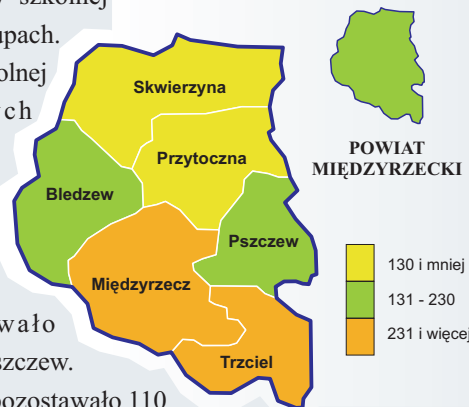 szkolnej
upach.
olnej
ych
wało
szczew.
pozostawało 110
Skwierzyna
Przytoczna
Bledzew
Pszczew
Międzyrzecz
Trzciel
POWIAT
MIĘDZYRZECKI
130 i mniej
131 - 230
231 i więcej